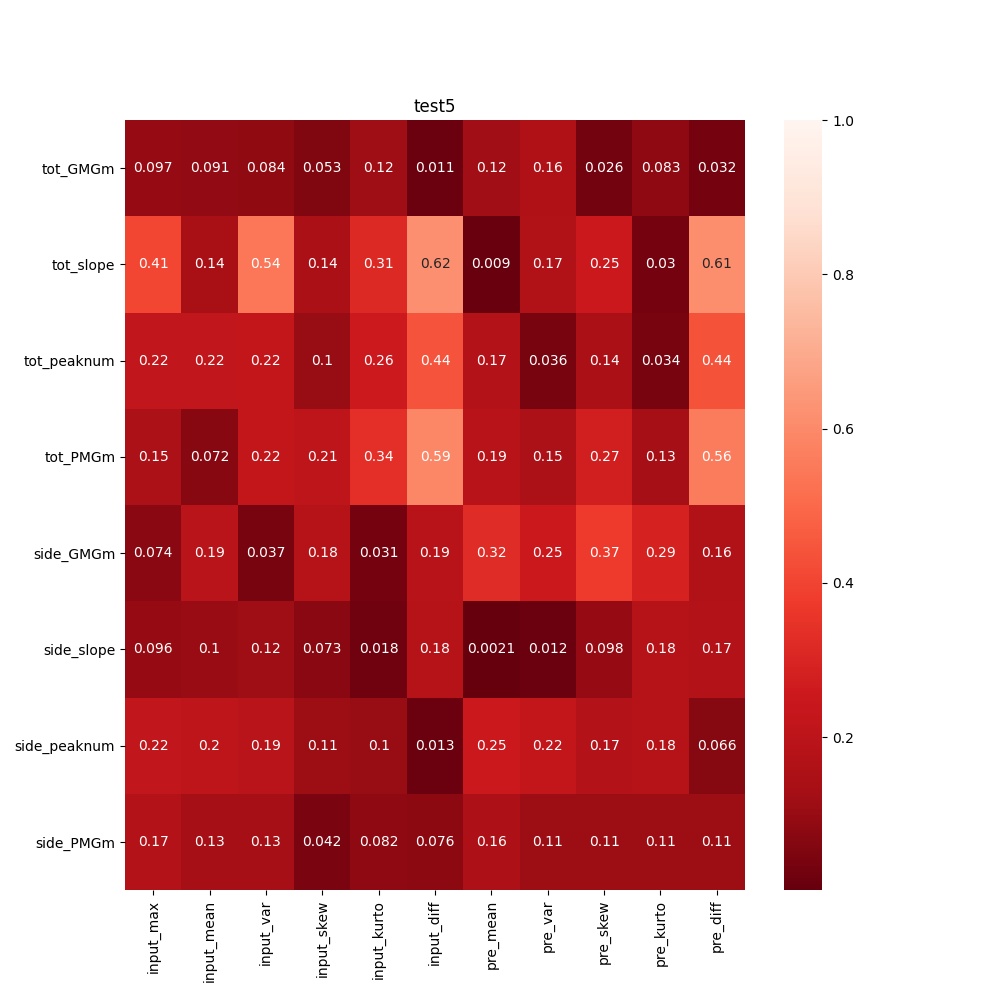 test5
tot_GMGm 0.097 0.091 0.084 0.053 0.12 0.011 0.12 0.16 0.026 0.083 0.032
tot_slope 0.41 0.14 0.54 0.14 0.31 0.62 0.009 0.17 0.25 0.03 0.61
tot_peaknum 0.22 0.22 0.22 0.1 0.26 0.44 0.17 0.036 0.14 0.034 0.44
tot_PMGm 0.15 0.072 0.22 0.21 0.34 0.59 0.19 0.15 0.27 0.13 0.56
side_GMGm 0.074 0.19 0.037 0.18 0.031 0.19 0.32 0.25 0.37 0.29 0.16
side_slope 0.096 0.1 0.12 0.073 0.018 0.18 0.0021 0.012 0.098 0.18 0.17
side_peaknum 0.22 0.2 0.19 0.11 0.1 0.013 0.25 0.22 0.17 0.18 0.066
side_PMGm 0.17 0.13 0.13 0.042 0.082 0.076 0.16 0.11 0.11 0.11 0.11
input_max input_mean input_var input_skew input_kurto input_diff pre_mean pre_var pre_skew pre_kurto pre_diff
1.0
0.8
0.6
0.4
0.2